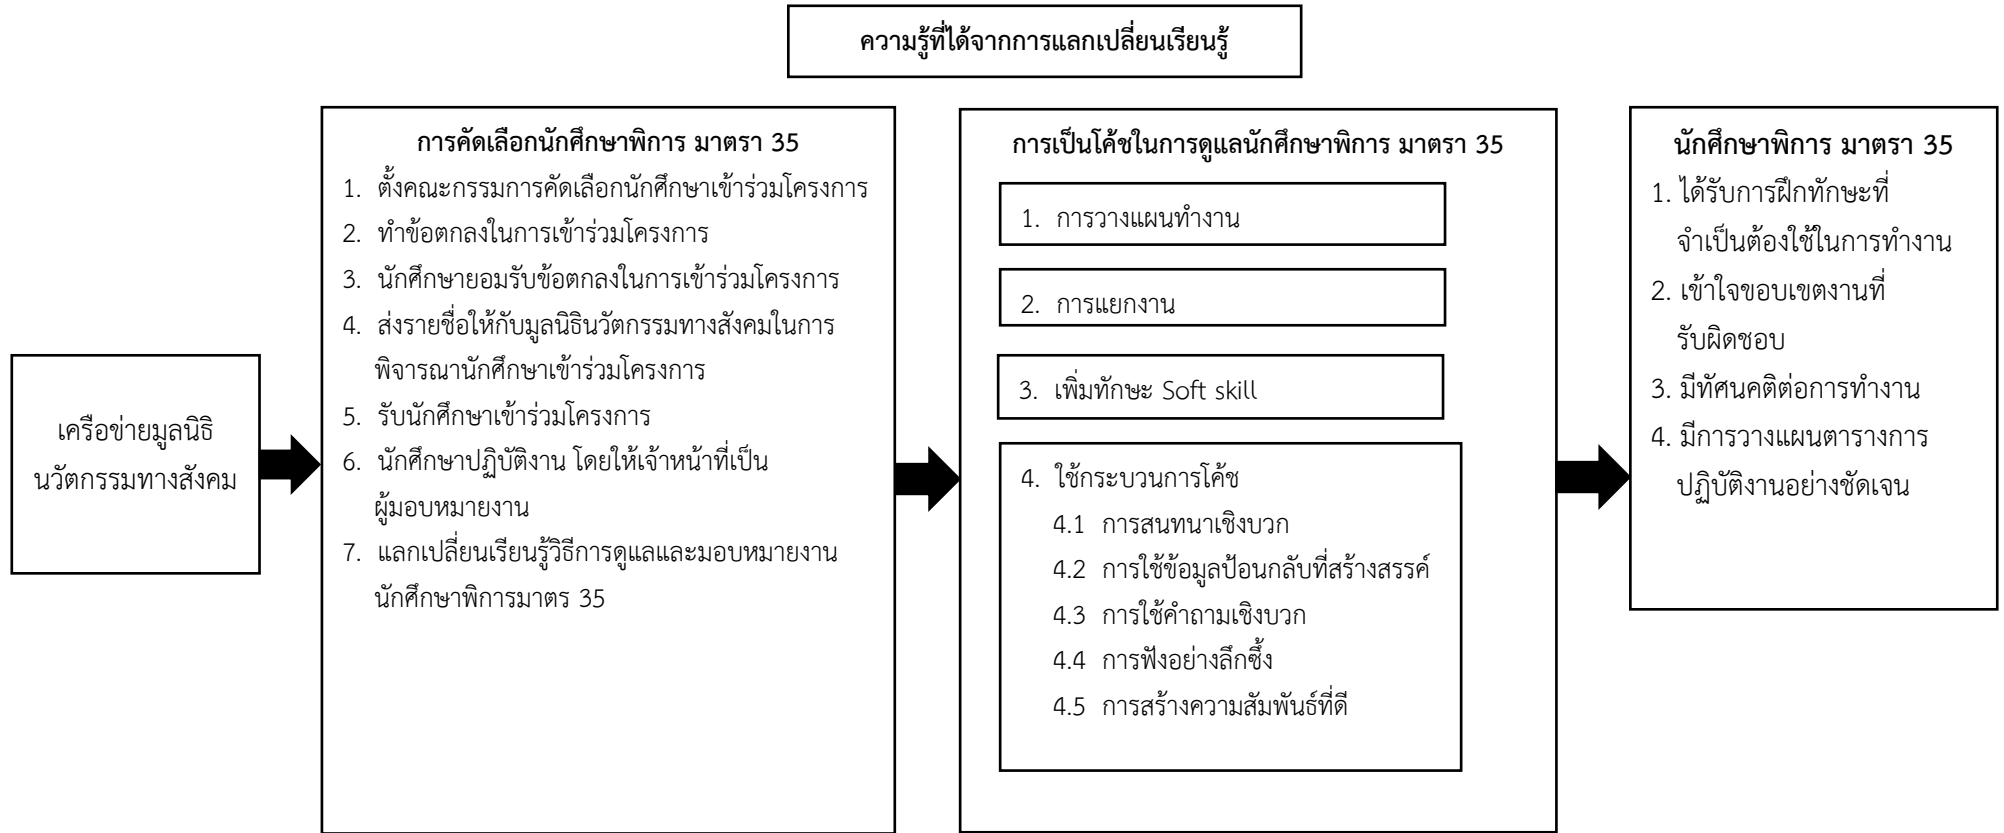 ความรู้ที่ได้จากการแลกเปลี่ยนเรียนรู้
เครือข่ายมูลนิธิ
นวัตกรรมทางสังคม
การคัดเลือกนักศึกษาพิการ มาตรา 35
1. ตั้งคณะกรรมการคัดเลือกนักศึกษาเข้าร่วมโครงการ
2. ทำข้อตกลงในการเข้าร่วมโครงการ
3. นักศึกษายอมรับข้อตกลงในการเข้าร่วมโครงการ
4. ส่งรายชื่อให้กับมูลนิธินวัตกรรมทางสังคมในการ
พิจารณานักศึกษาเข้าร่วมโครงการ
5. รับนักศึกษาเข้าร่วมโครงการ
6. นักศึกษาปฏิบัติงาน โดยให้เจ้าหน้าที่เป็น
ผู้มอบหมายงาน
7. แลกเปลี่ยนเรียนรู้วิธีการดูแลและมอบหมายงาน
นักศึกษาพิการมาตร 35
การเป็นโค้ชในการดูแลนักศึกษาพิการ มาตรา 35
1. การวางแผนทำงาน
2. การแยกงาน
3. เพิ่มทักษะ Soft skill
4. ใช้กระบวนการโค้ช
4.1 การสนทนาเชิงบวก
4.2 การใช้ข้อมูลป้อนกลับที่สร้างสรรค์
4.3 การใช้คำถามเชิงบวก
4.4 การฟังอย่างลึกซึ้ง
4.5 การสร้างความสัมพันธ์ที่ดี
นักศึกษาพิการ มาตรา 35
1. ได้รับการฝึกทักษะที่
จำเป็นต้องใช้ในการทำงาน
2. เข้าใจขอบเขตงานที่
รับผิดชอบ
3. มีทัศนคติต่อการทำงาน
4. มีการวางแผนตารางการ
ปฏิบัติงานอย่างชัดเจน